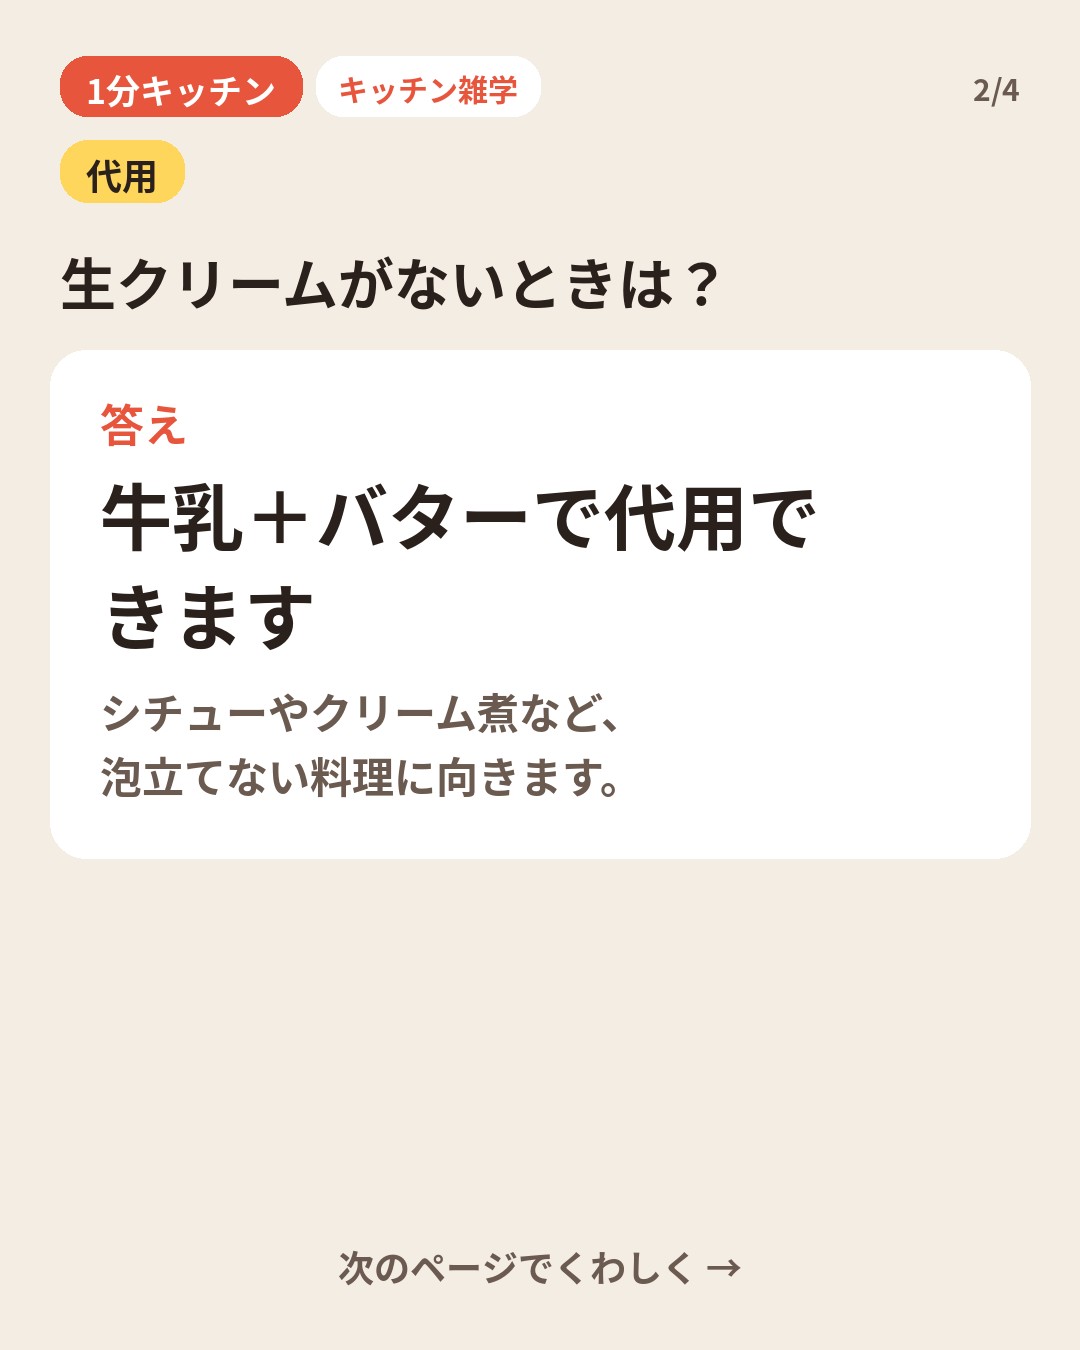 1分キッチン キッチン雑学 2/4
代用
生クリームがないときは？
答え
牛乳＋バターで代用で
きます
シチューやクリーム煮など、
泡立てない料理に向きます。
次のページでくわしく →